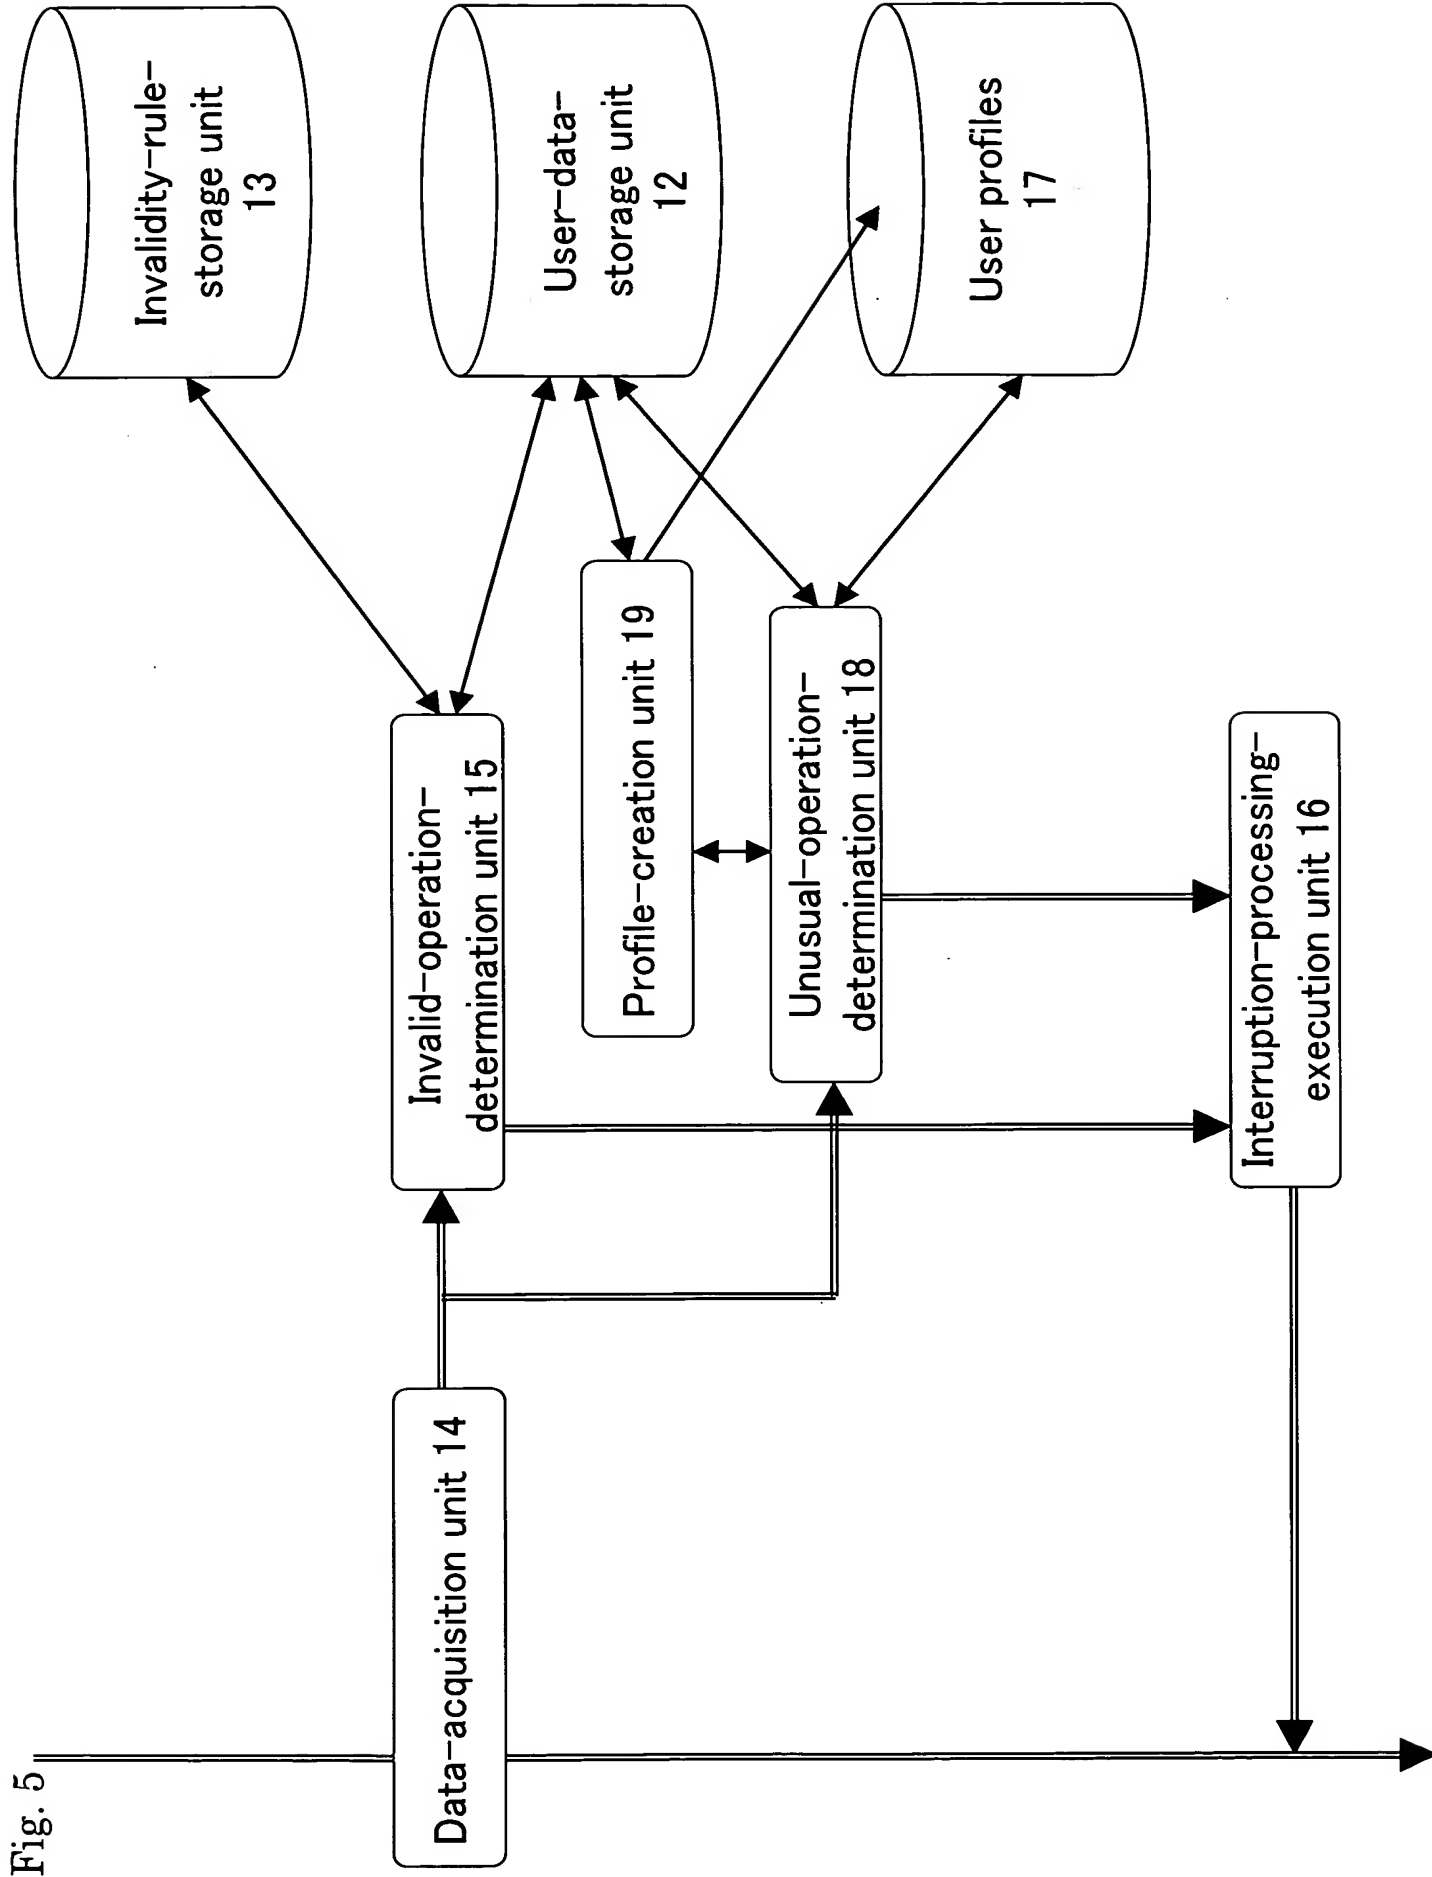 Fig. 5
Data-acquisition unit 14
Invalid-operation-
determination unit 15
Profile-creation unit 19
Unusual-operation-
determination unit 18
Interruption-processing-
execution unit 16
Invalidity-rule-
storage unit
13
User-data-
storage unit
12
User profiles
17